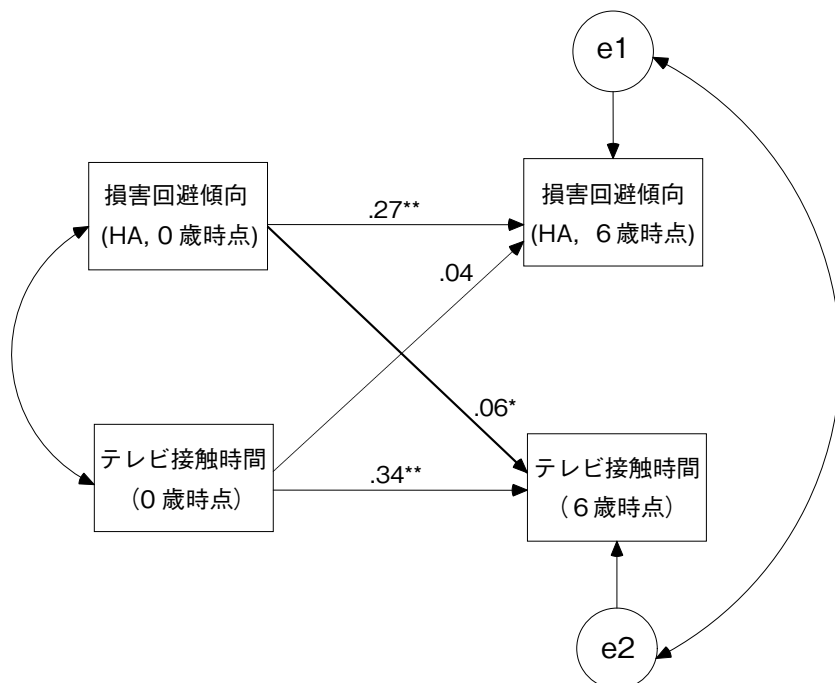 e1
損害回避傾向
(HA, 0歳時点)
損害回避傾向
(HA, 6歳時点)
.27**
.04
.06*
テレビ接触時間
(0歳時点)
.34**
テレビ接触時間
(6歳時点)
e2